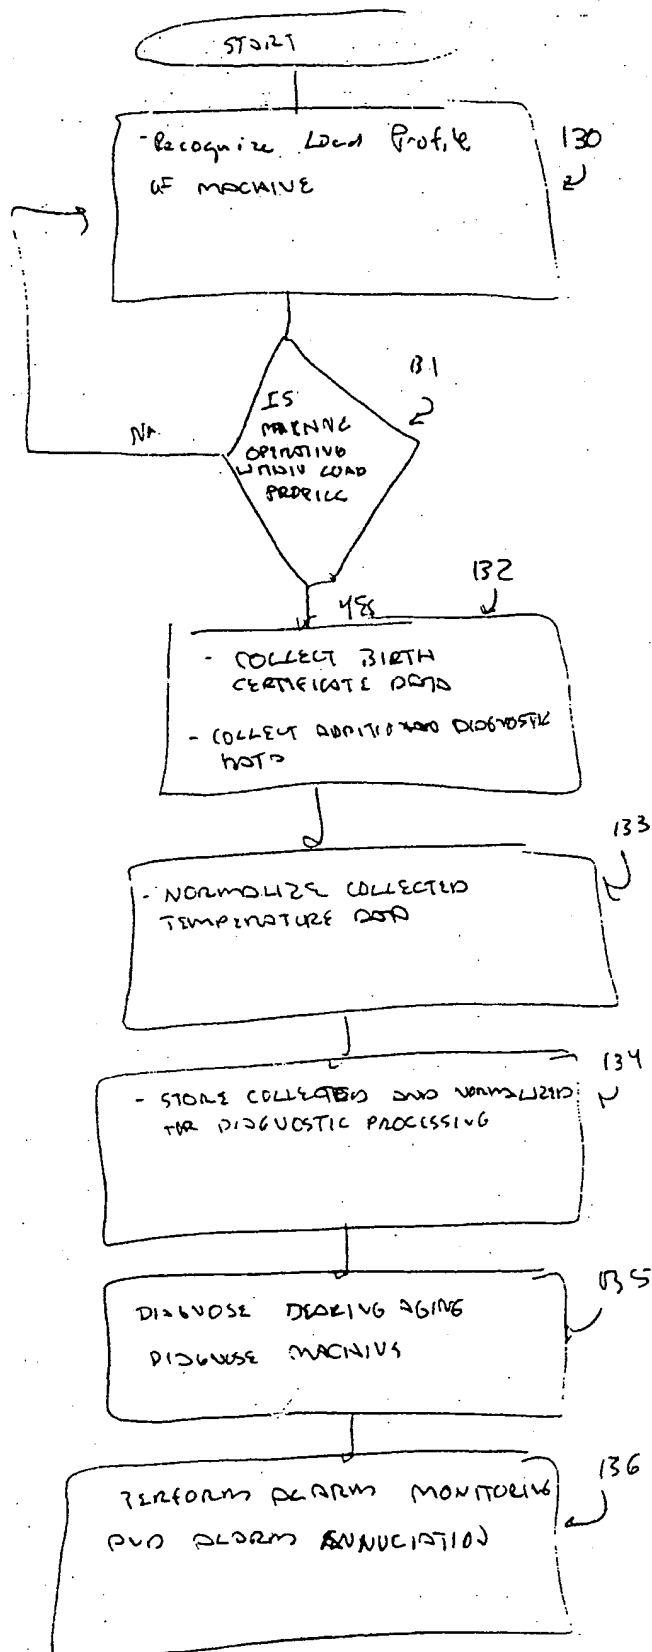 START
- Recognize Load Profile
OF MACHINE
130
131
IS
MACHINE
OPERATING
WITHIN LOAD
PROFILE
NO
YES
132
- COLLECT BIRTH
CERTIFICATE DATA
- COLLECT ADDITIONAL DIAGNOSTIC
DATA
133
- NORMALIZE COLLECTED
TEMPERATURE DATA
134
- STORE COLLECTED AND NORMALIZED
FOR DIAGNOSTIC PROCESSING
135
DIAGNOSE BEARING AGING
DIAGNOSE MACHINE
136
PERFORM ALARM MONITORING
AND ALARM ANNUCIATION